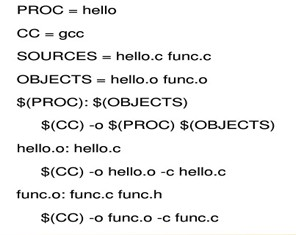 PROC = hello
CC = gcc
SOURCES = hello.c func.c
OBJECTS = hello.o func.o
$(PROC): $(OBJECTS)
$(CC) -o $(PROC) $(OBJECTS)
hello.o: hello.c
$(CC) -o hello.o -c hello.c
func.o: func.c func.h
$(CC) -o func.o -c func.c